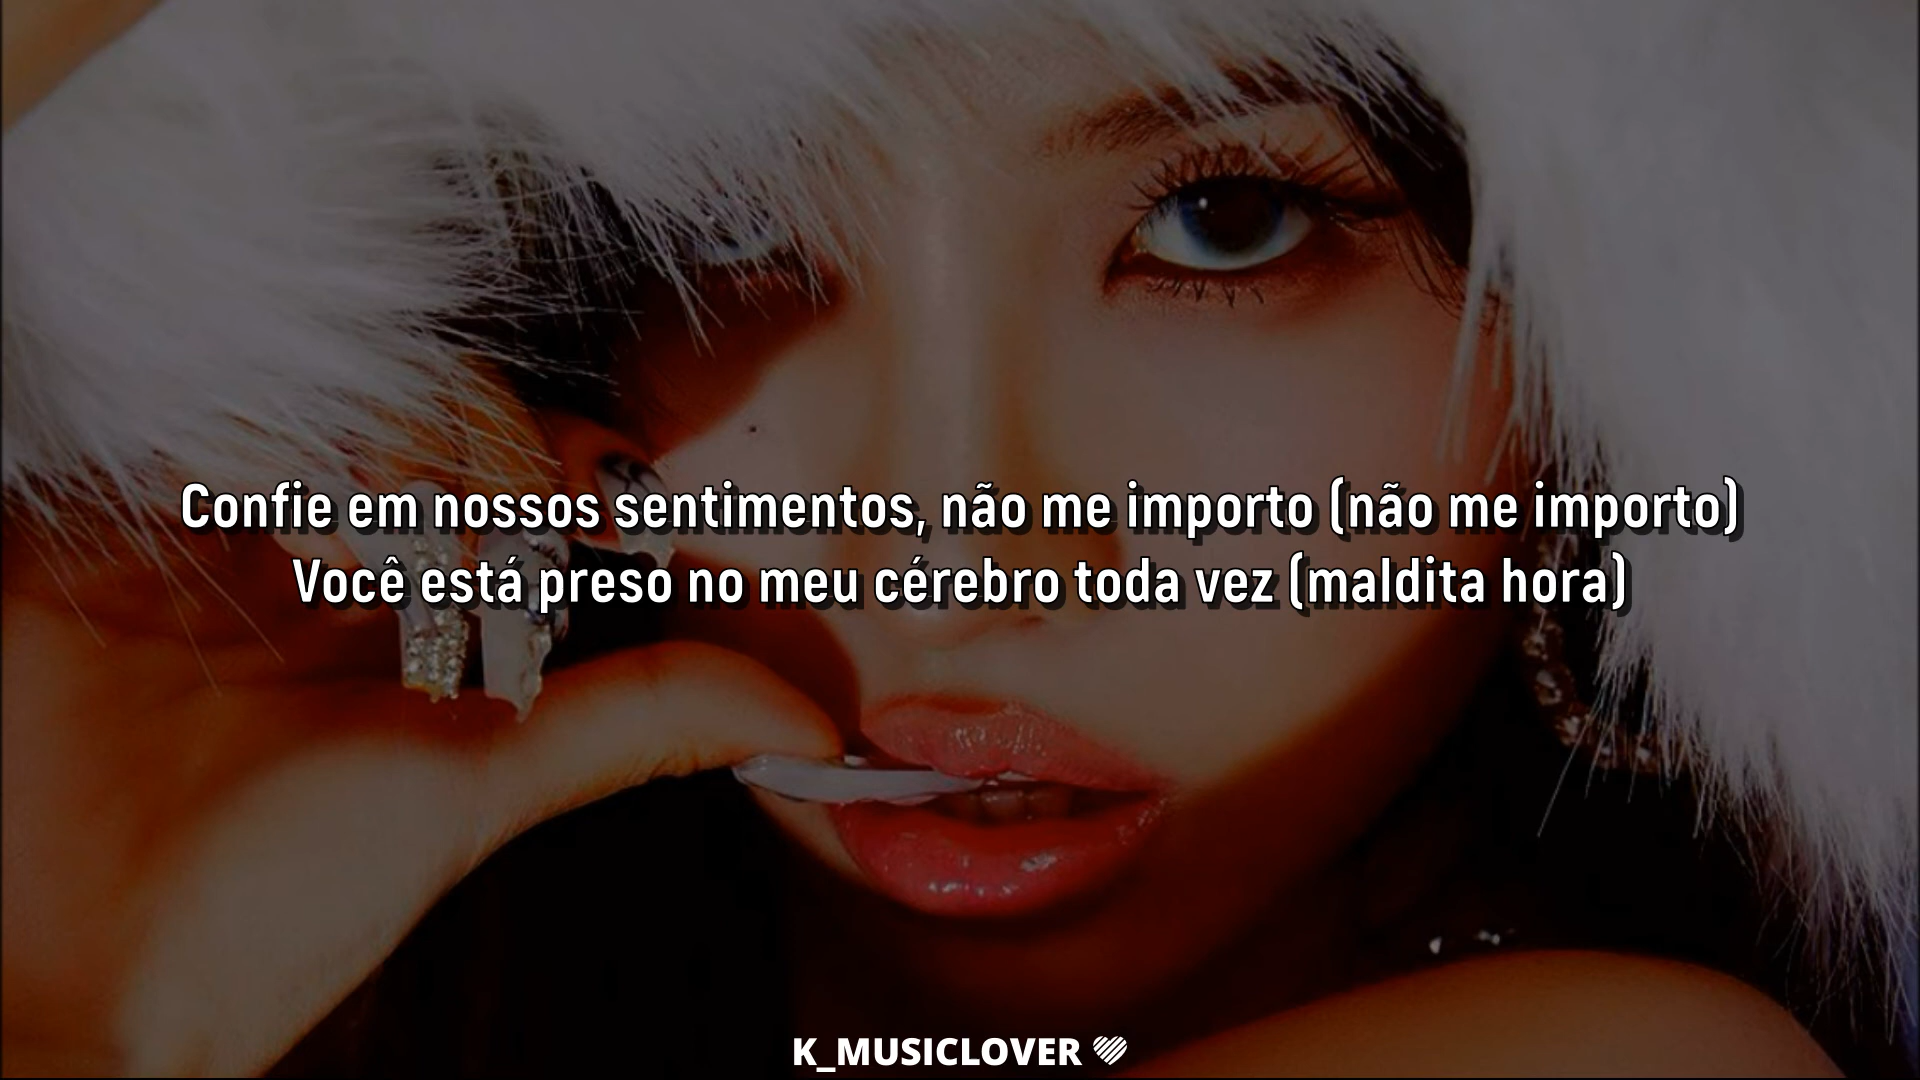 Confie em nossos sentimentos, não me importo (não me importo)
Você está preso no meu cérebro toda vez (maldita hora)
K_MUSICLOVER